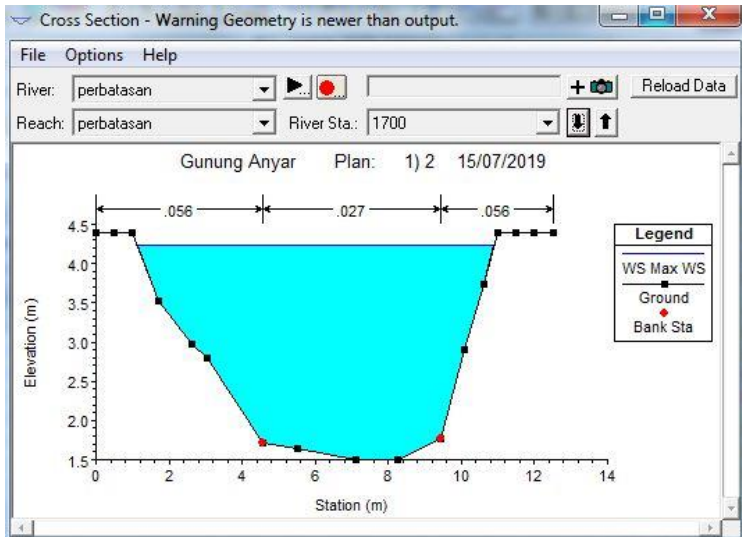 Cross Section - Warning Geometry is newer than output.
File Options Help
River: perbatasan Reload Data
Reach: perbatasan River Sta.: 1700
Gunung Anyar Plan: 1) 2 15/07/2019
.056 .027 .056
Legend
WS Max WS
Ground
Bank Sta
4.5
4.0
3.5
3.0
2.5
2.0
1.5
Elevation (m)
0 2 4 6 8 10 12 14
Station (m)